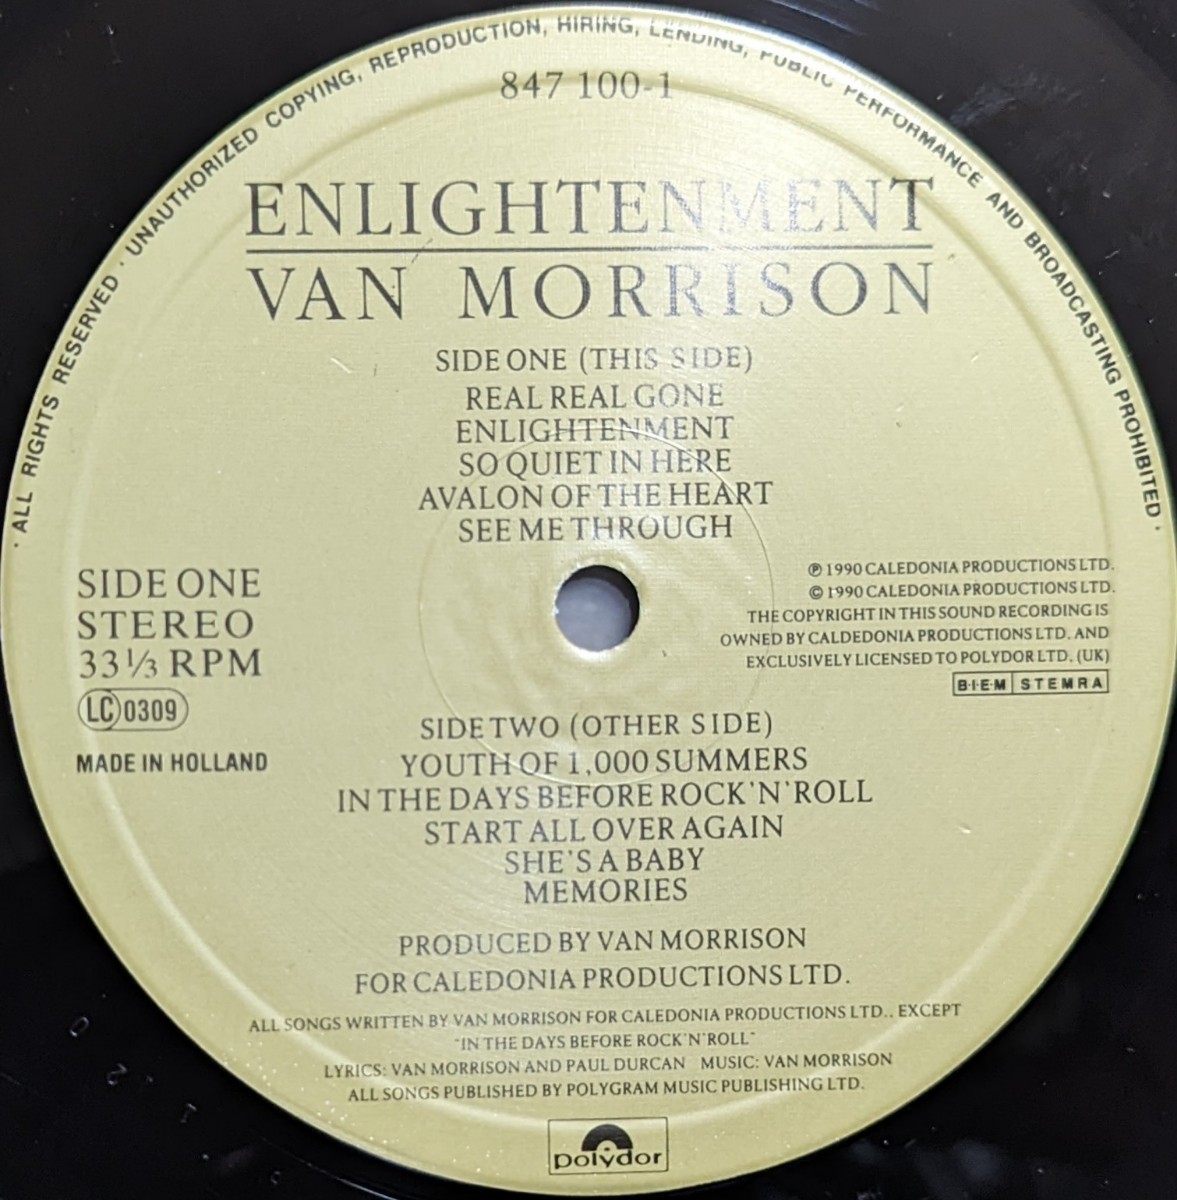 · ALL RIGHTS RESERVED · UNAUTHORIZED COPYING, REPRODUCTION, HIRING, LENDING, PUBLIC PERFORMANCE AND BROADCASTING PROHIBITED ·
847 100-1
ENLIGHTENMENT
VAN MORRISON
SIDE ONE (THIS SIDE)
REAL REAL GONE
ENLIGHTENMENT
SO QUIET IN HERE
AVALON OF THE HEART
SEE ME THROUGH
SIDE ONE
STEREO
33⅓ RPM
LC 0309
MADE IN HOLLAND
℗ 1990 CALEDONIA PRODUCTIONS LTD.
© 1990 CALEDONIA PRODUCTIONS LTD.
THE COPYRIGHT IN THIS SOUND RECORDING IS
OWNED BY CALDEDONIA PRODUCTIONS LTD. AND
EXCLUSIVELY LICENSED TO POLYDOR LTD. (UK)
B·I·E·M STEMRA
SIDE TWO (OTHER SIDE)
YOUTH OF 1,000 SUMMERS
IN THE DAYS BEFORE ROCK'N'ROLL
START ALL OVER AGAIN
SHE'S A BABY
MEMORIES
PRODUCED BY VAN MORRISON
FOR CALEDONIA PRODUCTIONS LTD.
ALL SONGS WRITTEN BY VAN MORRISON FOR CALEDONIA PRODUCTIONS LTD., EXCEPT
"IN THE DAYS BEFORE ROCK'N'ROLL"
LYRICS: VAN MORRISON AND PAUL DURCAN MUSIC: VAN MORRISON
ALL SONGS PUBLISHED BY POLYGRAM MUSIC PUBLISHING LTD.
polydor